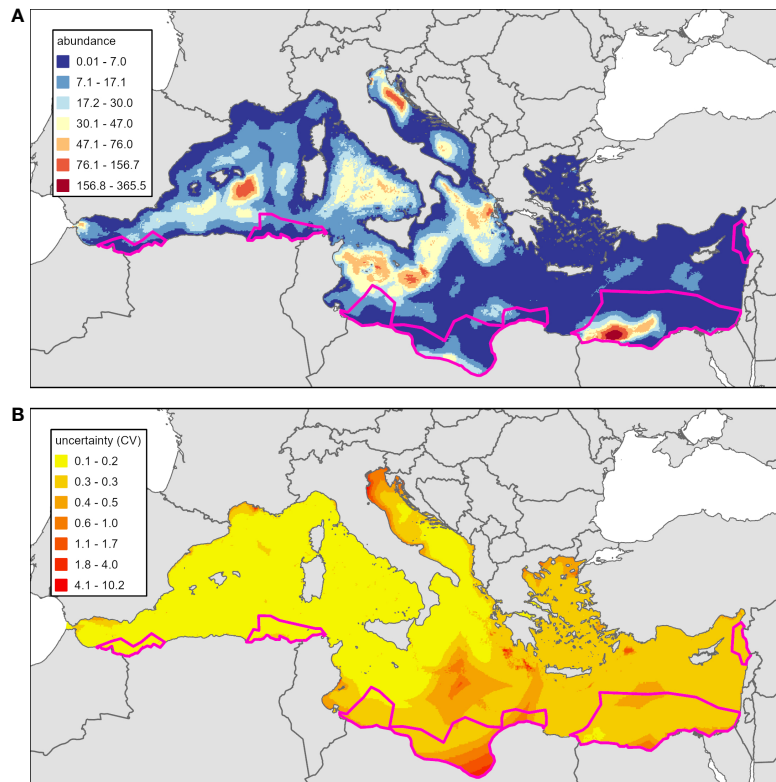 A
abundance
0.01 - 7.0
7.1 - 17.1
17.2 - 30.0
30.1 - 47.0
47.1 - 76.0
76.1 - 156.7
156.8 - 365.5
B
uncertainty (CV)
0.1 - 0.2
0.3 - 0.3
0.4 - 0.5
0.6 - 1.0
1.1 - 1.7
1.8 - 4.0
4.1 - 10.2